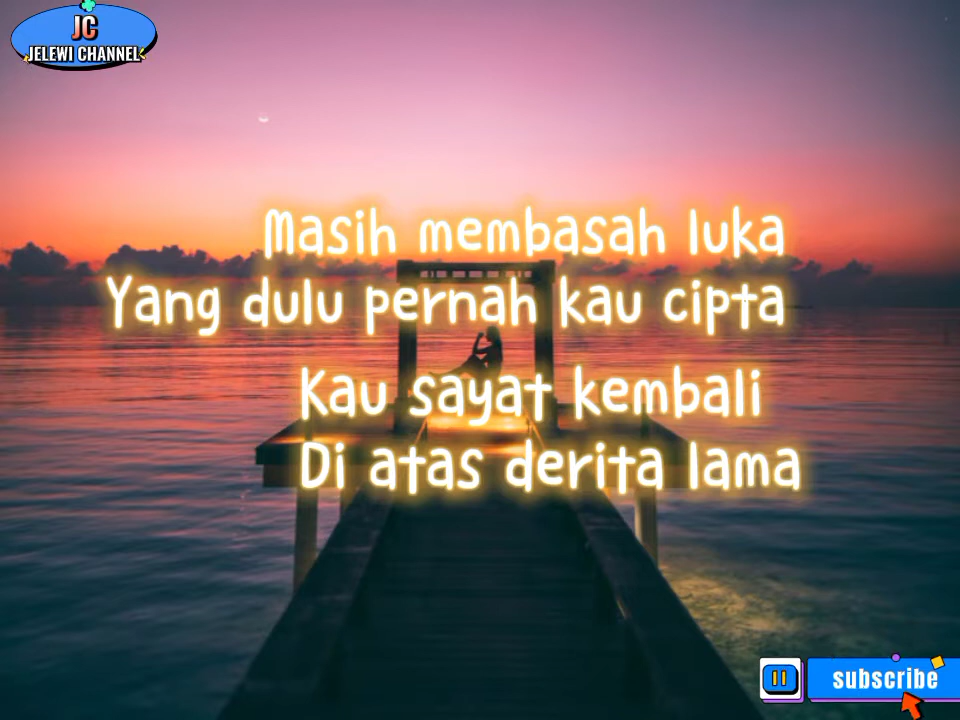 JC
JELEWI CHANNEL
Masih membasah luka
Yang dulu pernah kau cipta
Kau sayat kembali
Di atas derita lama
subscribe